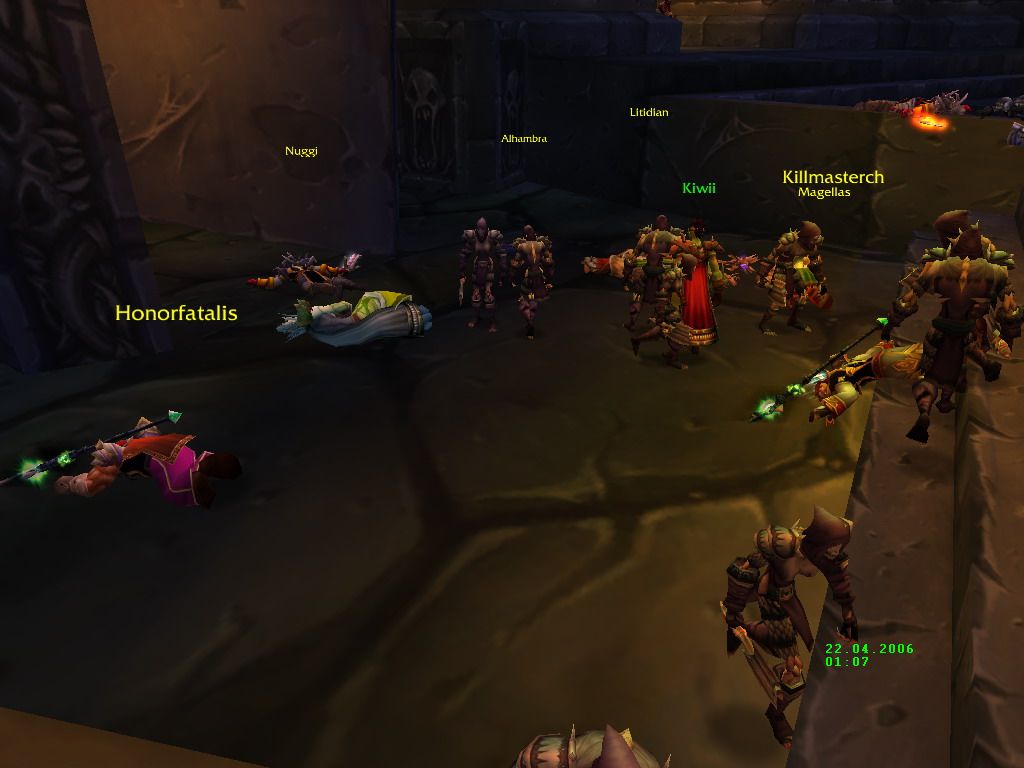 Litidian
Alhambra
Nuggi
Killmasterch
Kiwii
Magellas
Honorfatalis
22.04.2006
01:07